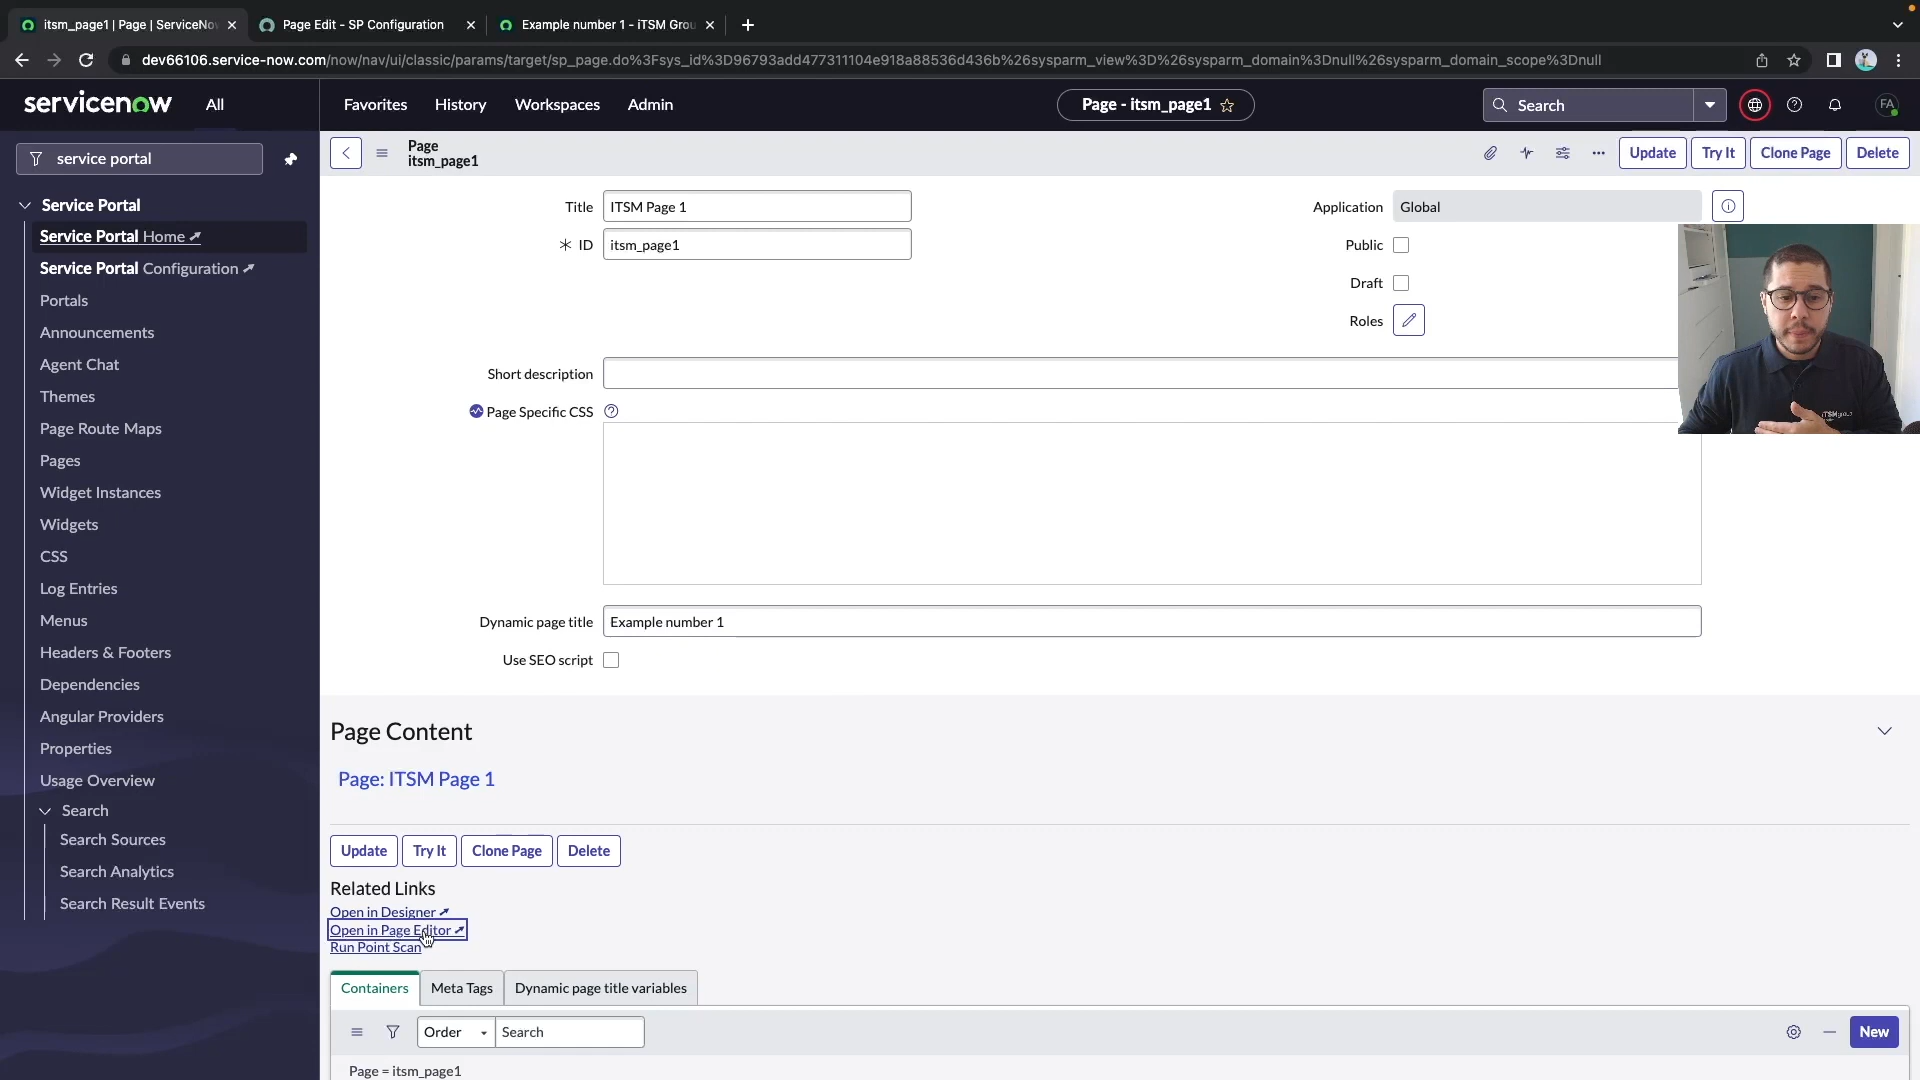 itsm_page1 | Page | ServiceNo
Page Edit - SP Configuration
Example number 1 - iTSM Grou
dev66106.service-now.com/now/nav/ui/classic/params/target/sp_page.do%3Fsys_id%3D96793add477311104e918a88536d436b%26sysparm_view%3D%26sysparm_domain%3Dnull%26sysparm_domain_scope%3Dnull
servicenow
All
Favorites
History
Workspaces
Admin
Page - itsm_page1
Search
FA
service portal
Page
itsm_page1
Update
Try It
Clone Page
Delete
Service Portal
Service Portal Home
Service Portal Configuration
Portals
Announcements
Agent Chat
Themes
Page Route Maps
Pages
Widget Instances
Widgets
CSS
Log Entries
Menus
Headers & Footers
Dependencies
Angular Providers
Properties
Usage Overview
Search
Search Sources
Search Analytics
Search Result Events
Title
ITSM Page 1
ID
itsm_page1
Application
Global
Public
Draft
Roles
Short description
Page Specific CSS
Dynamic page title
Example number 1
Use SEO script
iTSMgroup
Page Content
Page: ITSM Page 1
Update
Try It
Clone Page
Delete
Related Links
Open in Designer
Open in Page Editor
Run Point Scan
Containers
Meta Tags
Dynamic page title variables
Order
Search
New
Page = itsm_page1